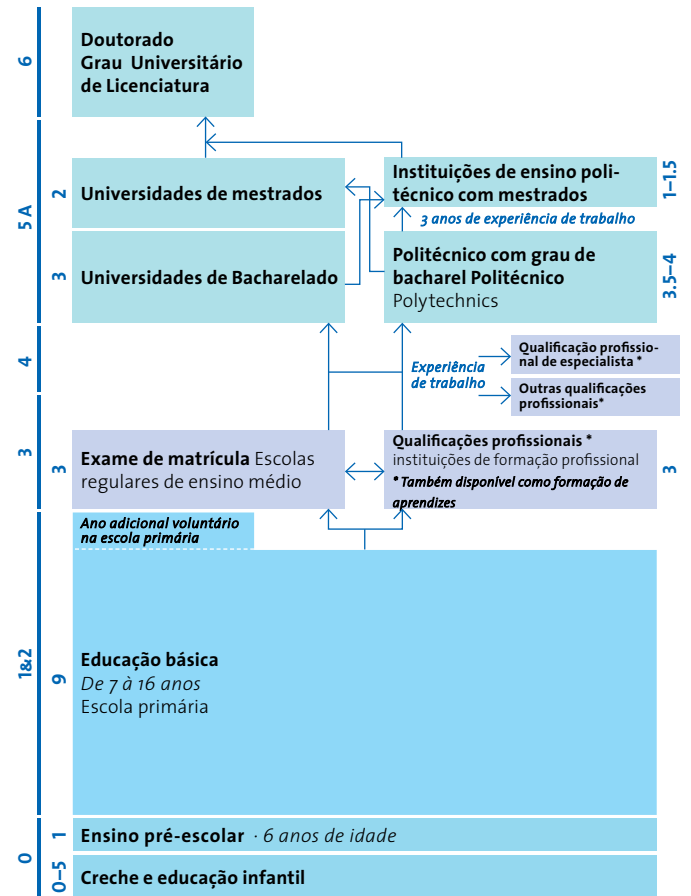 6
Doutorado
Grau Universitário
de Licenciatura
5 A
2
Universidades de mestrados
Instituições de ensino poli-
técnico com mestrados
1–1.5
3 anos de experiência de trabalho
3
Universidades de Bacharelado
Politécnico com grau de
bacharel Politécnico
Polytechnics
3.5–4
4
Experiência
de trabalho
Qualificação profissio-
nal de especialista *
Outras qualificações
profissionais*
3
3
Exame de matrícula Escolas
regulares de ensino médio
Qualificações profissionais *
instituições de formação profissional
* Também disponível como formação de
aprendizes
3
Ano adicional voluntário
na escola primária
1&2
9
Educação básica
De 7 à 16 anos
Escola primária
0
1
Ensino pré-escolar · 6 anos de idade
0–5
Creche e educação infantil